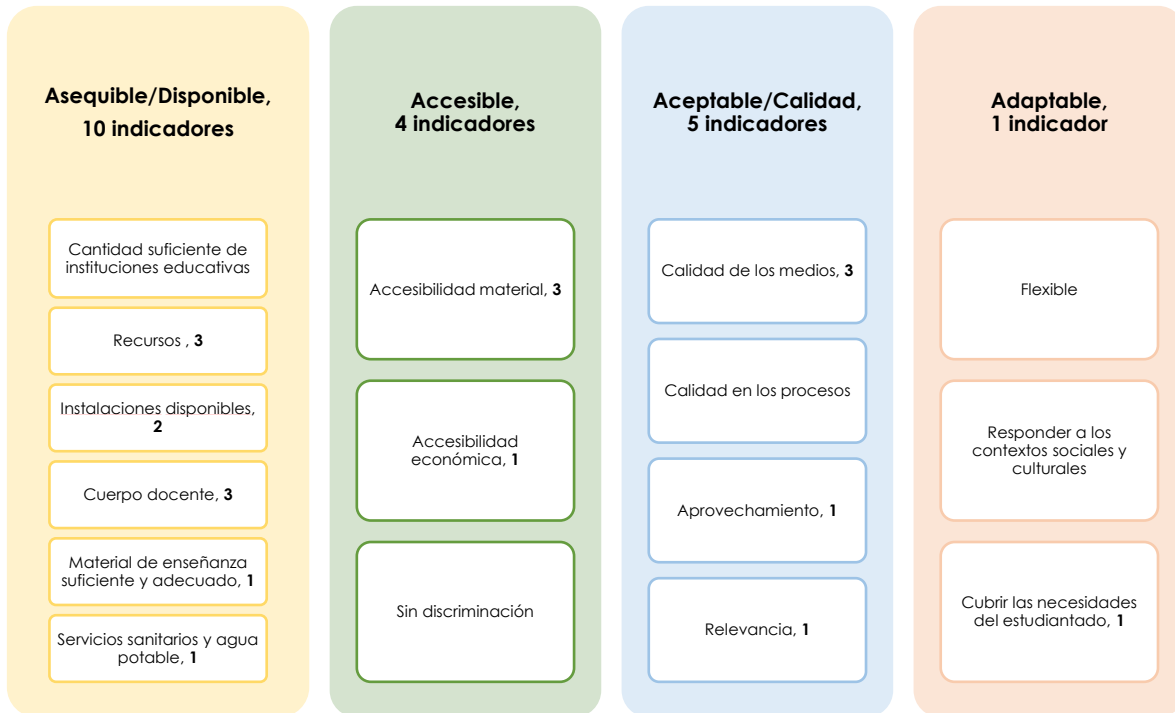 Asequible/Disponible,
10 indicadores
Cantidad suficiente de
instituciones educativas
Recursos , 3
Instalaciones disponibles,
2
Cuerpo docente, 3
Material de enseñanza
suficiente y adecuado, 1
Servicios sanitarios y agua
potable, 1
Accesible,
4 indicadores
Accesibilidad material, 3
Accesibilidad
económica, 1
Sin discriminación
Aceptable/Calidad,
5 indicadores
Calidad de los medios, 3
Calidad en los procesos
Aprovechamiento, 1
Relevancia, 1
Adaptable,
1 indicador
Flexible
Responder a los
contextos sociales y
culturales
Cubrir las necesidades
del estudiantado, 1